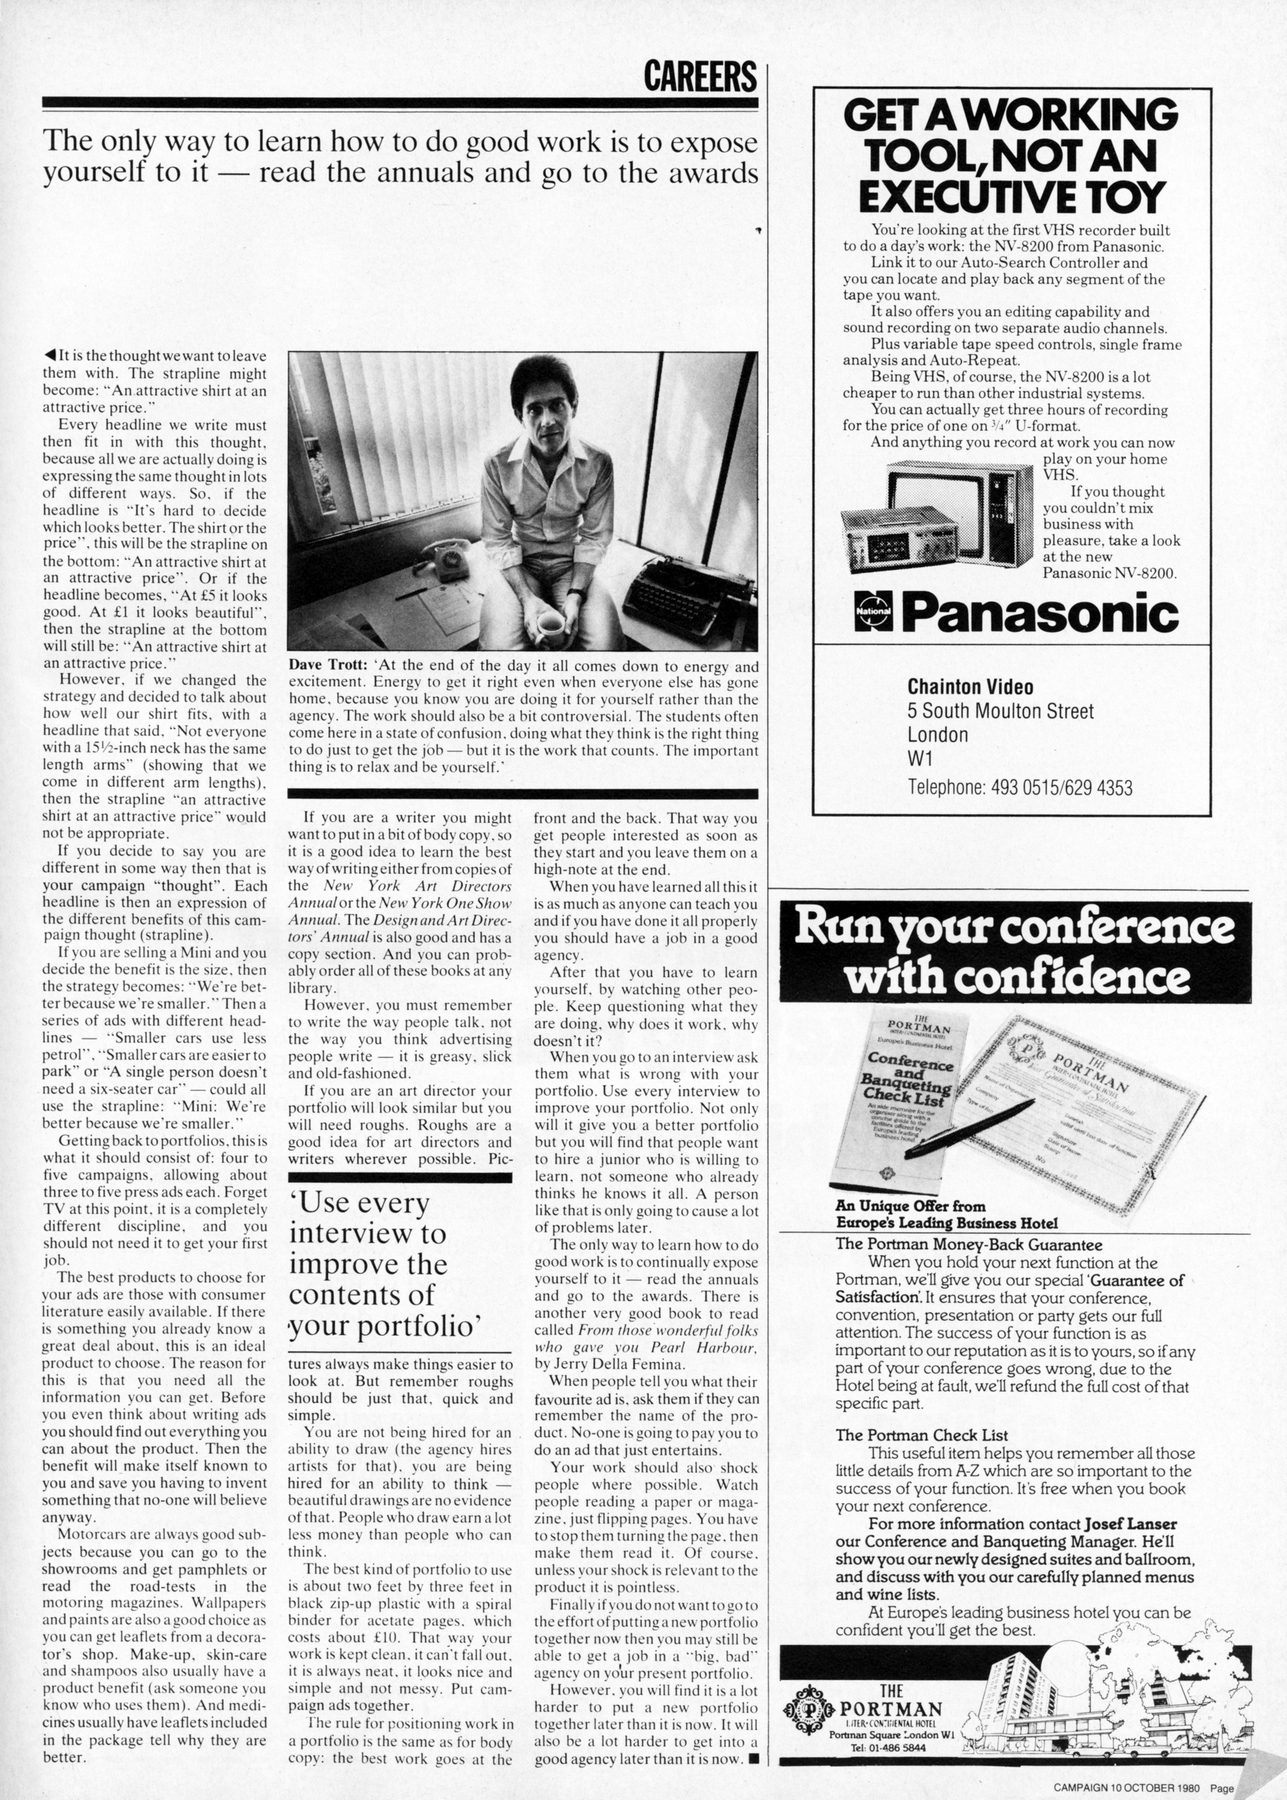 CAREERS
The only way to learn how to do good work is to expose
yourself to it — read the annuals and go to the awards
◀ It is the thought we want to leave
them with. The strapline might
become: “An attractive shirt at an
attractive price.”
Every headline we write must
then fit in with this thought,
because all we are actually doing is
expressing the same thought in lots
of different ways. So, if the
headline is “It's hard to decide
which looks better. The shirt or the
price”, this will be the strapline on
the bottom: “An attractive shirt at
an attractive price”. Or if the
headline becomes, “At £5 it looks
good. At £1 it looks beautiful”,
then the strapline at the bottom
will still be: “An attractive shirt at
an attractive price.”
However, if we changed the
strategy and decided to talk about
how well our shirt fits, with a
headline that said, “Not everyone
with a 15½-inch neck has the same
length arms” (showing that we
come in different arm lengths),
then the strapline “an attractive
shirt at an attractive price” would
not be appropriate.
If you decide to say you are
different in some way then that is
your campaign “thought”. Each
headline is then an expression of
the different benefits of this cam-
paign thought (strapline).
If you are selling a Mini and you
decide the benefit is the size, then
the strategy becomes: “We're bet-
ter because we're smaller.” Then a
series of ads with different head-
lines — “Smaller cars use less
petrol”, “Smaller cars are easier to
park” or “A single person doesn't
need a six-seater car” — could all
use the strapline: “Mini: We're
better because we're smaller.”
Getting back to portfolios, this is
what it should consist of: four to
five campaigns, allowing about
three to five press ads each. Forget
TV at this point, it is a completely
different discipline, and you
should not need it to get your first
job.
The best products to choose for
your ads are those with consumer
literature easily available. If there
is something you already know a
great deal about, this is an ideal
product to choose. The reason for
this is that you need all the
information you can get. Before
you even think about writing ads
you should find out everything you
can about the product. Then the
benefit will make itself known to
you and save you having to invent
something that no-one will believe
anyway.
Motorcars are always good sub-
jects because you can go to the
showrooms and get pamphlets or
read the road-tests in the
motoring magazines. Wallpapers
and paints are also a good choice as
you can get leaflets from a decora-
tor's shop. Make-up, skin-care
and shampoos also usually have a
product benefit (ask someone you
know who uses them). And medi-
cines usually have leaflets included
in the package tell why they are
better.
Dave Trott: ‘At the end of the day it all comes down to energy and
excitement. Energy to get it right even when everyone else has gone
home, because you know you are doing it for yourself rather than the
agency. The work should also be a bit controversial. The students often
come here in a state of confusion, doing what they think is the right thing
to do just to get the job — but it is the work that counts. The important
thing is to relax and be yourself.’
If you are a writer you might
want to put in a bit of body copy, so
it is a good idea to learn the best
way of writing either from copies of
the New York Art Directors
Annual or the New York One Show
Annual. The Design and Art Direc-
tors' Annual is also good and has a
copy section. And you can prob-
ably order all of these books at any
library.
However, you must remember
to write the way people talk, not
the way you think advertising
people write — it is greasy, slick
and old-fashioned.
If you are an art director your
portfolio will look similar but you
will need roughs. Roughs are a
good idea for art directors and
writers wherever possible. Pic-
‘Use every
interview to
improve the
contents of
your portfolio’
tures always make things easier to
look at. But remember roughs
should be just that, quick and
simple.
You are not being hired for an
ability to draw (the agency hires
artists for that), you are being
hired for an ability to think —
beautiful drawings are no evidence
of that. People who draw earn a lot
less money than people who can
think.
The best kind of portfolio to use
is about two feet by three feet in
black zip-up plastic with a spiral
binder for acetate pages, which
costs about £10. That way your
work is kept clean, it can't fall out,
it is always neat, it looks nice and
simple and not messy. Put cam-
paign ads together.
The rule for positioning work in
a portfolio is the same as for body
copy: the best work goes at the
front and the back. That way you
get people interested as soon as
they start and you leave them on a
high-note at the end.
When you have learned all this it
is as much as anyone can teach you
and if you have done it all properly
you should have a job in a good
agency.
After that you have to learn
yourself, by watching other peo-
ple. Keep questioning what they
are doing, why does it work, why
doesn't it?
When you go to an interview ask
them what is wrong with your
portfolio. Use every interview to
improve your portfolio. Not only
will it give you a better portfolio
but you will find that people want
to hire a junior who is willing to
learn, not someone who already
thinks he knows it all. A person
like that is only going to cause a lot
of problems later.
The only way to learn how to do
good work is to continually expose
yourself to it — read the annuals
and go to the awards. There is
another very good book to read
called From those wonderful folks
who gave you Pearl Harbour,
by Jerry Della Femina.
When people tell you what their
favourite ad is, ask them if they can
remember the name of the pro-
duct. No-one is going to pay you to
do an ad that just entertains.
Your work should also shock
people where possible. Watch
people reading a paper or maga-
zine, just flipping pages. You have
to stop them turning the page, then
make them read it. Of course,
unless your shock is relevant to the
product it is pointless.
Finally if you do not want to go to
the effort of putting a new portfolio
together now then you may still be
able to get a job in a “big, bad”
agency on your present portfolio.
However, you will find it is a lot
harder to put a new portfolio
together later than it is now. It will
also be a lot harder to get into a
good agency later than it is now. ■
GET A WORKING
TOOL, NOT AN
EXECUTIVE TOY
You're looking at the first VHS recorder built
to do a day's work: the NV-8200 from Panasonic.
Link it to our Auto-Search Controller and
you can locate and play back any segment of the
tape you want.
It also offers you an editing capability and
sound recording on two separate audio channels.
Plus variable tape speed controls, single frame
analysis and Auto-Repeat.
Being VHS, of course, the NV-8200 is a lot
cheaper to run than other industrial systems.
You can actually get three hours of recording
for the price of one on ¾" U-format.
And anything you record at work you can now
play on your home
VHS.
If you thought
you couldn't mix
business with
pleasure, take a look
at the new
Panasonic NV-8200.
National Panasonic
Chainton Video
5 South Moulton Street
London
W1
Telephone: 493 0515/629 4353
Run your conference
with confidence
THE
PORTMAN
INTER-CONTINENTAL HOTEL
Europe's Business Hotel
Conference
and
Banqueting
Check List
THE
PORTMAN
INTER-CONTINENTAL HOTEL
An Unique Offer from
Europe's Leading Business Hotel
The Portman Money-Back Guarantee
When you hold your next function at the
Portman, we'll give you our special ‘Guarantee of
Satisfaction’. It ensures that your conference,
convention, presentation or party gets our full
attention. The success of your function is as
important to our reputation as it is to yours, so if any
part of your conference goes wrong, due to the
Hotel being at fault, we'll refund the full cost of that
specific part.
The Portman Check List
This useful item helps you remember all those
little details from A-Z which are so important to the
success of your function. It's free when you book
your next conference.
For more information contact Josef Lanser
our Conference and Banqueting Manager. He'll
show you our newly designed suites and ballroom,
and discuss with you our carefully planned menus
and wine lists.
At Europe's leading business hotel you can be
confident you'll get the best.
THE
PORTMAN
INTER-CONTINENTAL HOTEL
Portman Square London W1
Tel: 01-486 5844
CAMPAIGN 10 OCTOBER 1980 Page